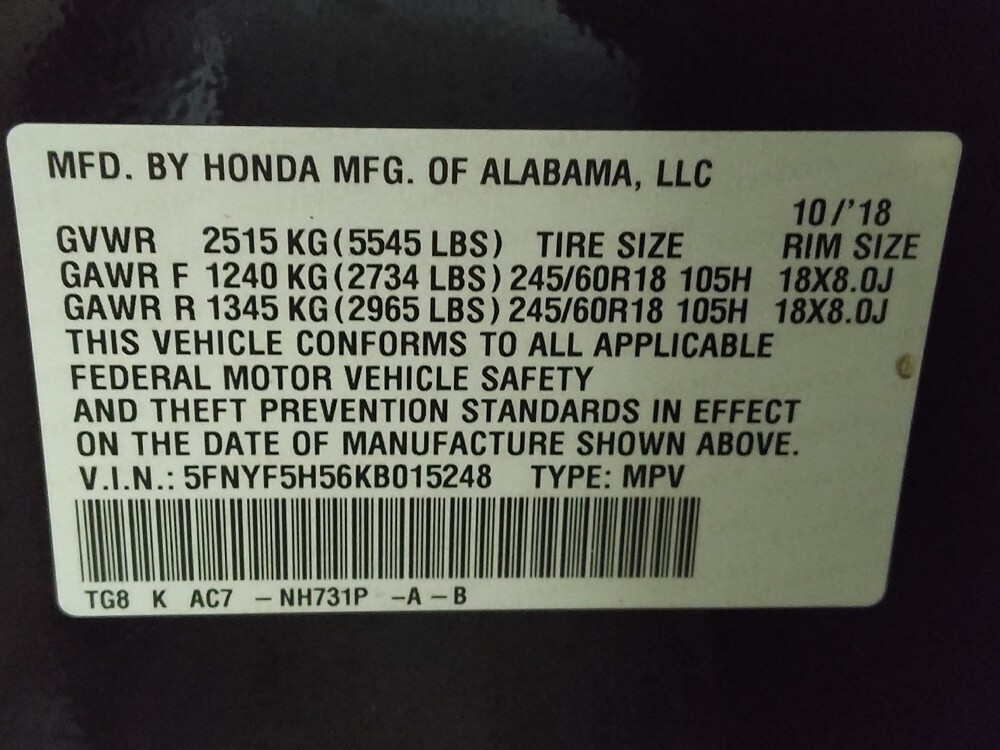 MFD. BY HONDA MFG. OF ALABAMA, LLC
10/'18
GVWR 2515 KG (5545 LBS) TIRE SIZE RIM SIZE
GAWR F 1240 KG (2734 LBS) 245/60R18 105H 18X8.0J
GAWR R 1345 KG (2965 LBS) 245/60R18 105H 18X8.0J
THIS VEHICLE CONFORMS TO ALL APPLICABLE
FEDERAL MOTOR VEHICLE SAFETY
AND THEFT PREVENTION STANDARDS IN EFFECT
ON THE DATE OF MANUFACTURE SHOWN ABOVE.
V.I.N.: 5FNYF5H56KB015248 TYPE: MPV
TG8 K AC7 – NH731P – A – B